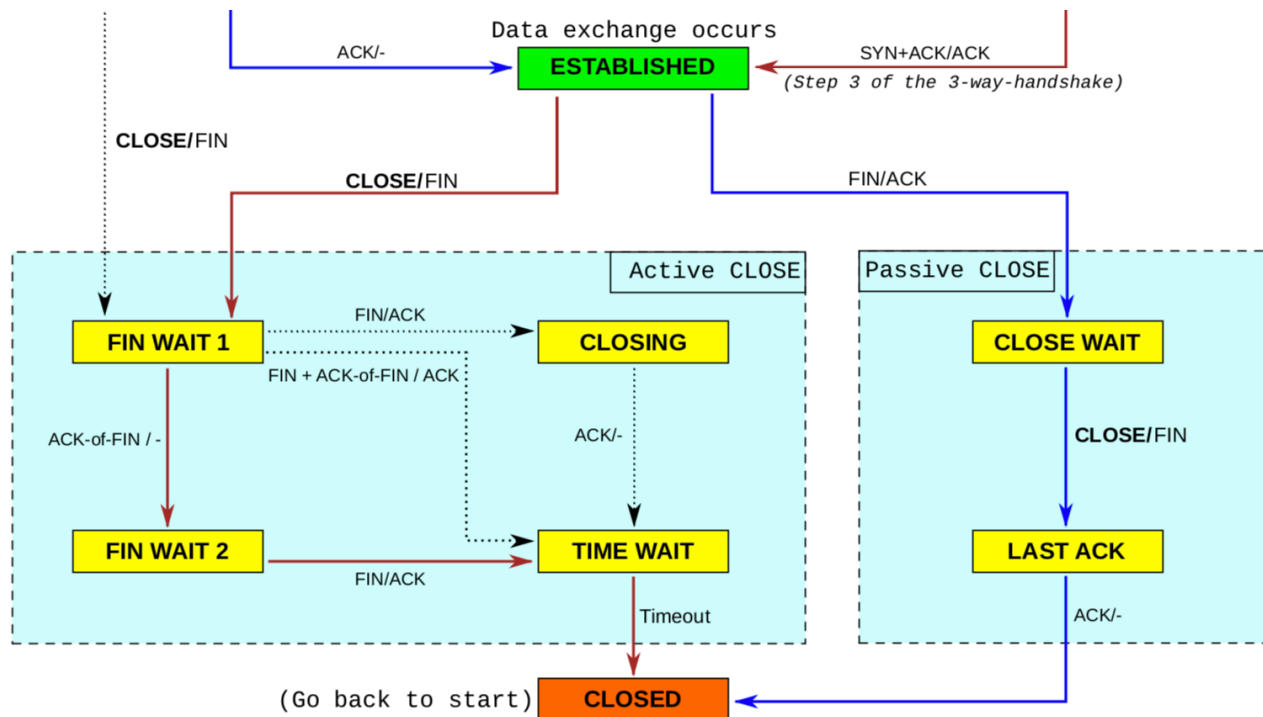 Data exchange occurs
ACK/-
ESTABLISHED
SYN+ACK/ACK
(Step 3 of the 3-way-handshake)
CLOSE/FIN
CLOSE/FIN
FIN/ACK
Active CLOSE
Passive CLOSE
FIN/ACK
FIN WAIT 1
CLOSING
CLOSE WAIT
FIN + ACK-of-FIN / ACK
ACK-of-FIN / -
ACK/-
CLOSE/FIN
FIN WAIT 2
TIME WAIT
LAST ACK
FIN/ACK
Timeout
ACK/-
(Go back to start)
CLOSED